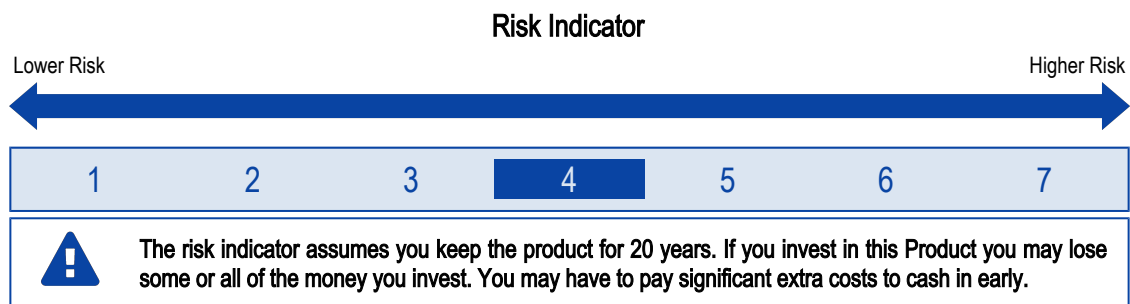 Risk Indicator
Lower Risk Higher Risk
1 2 3 4 5 6 7
The risk indicator assumes you keep the product for 20 years. If you invest in this Product you may lose
some or all of the money you invest. You may have to pay significant extra costs to cash in early.